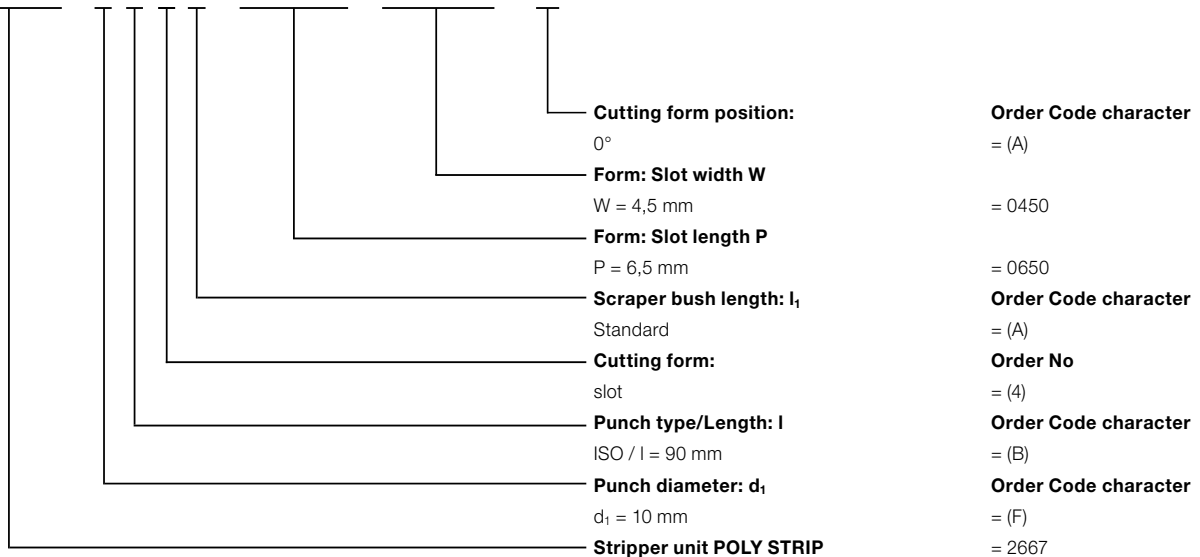 Cutting form position: Order Code character
0° = (A)
Form: Slot width W
W = 4,5 mm = 0450
Form: Slot length P
P = 6,5 mm = 0650
Scraper bush length: l₁ Order Code character
Standard = (A)
Cutting form: Order No
slot = (4)
Punch type/Length: l Order Code character
ISO / l = 90 mm = (B)
Punch diameter: d₁ Order Code character
d₁ = 10 mm = (F)
Stripper unit POLY STRIP = 2667